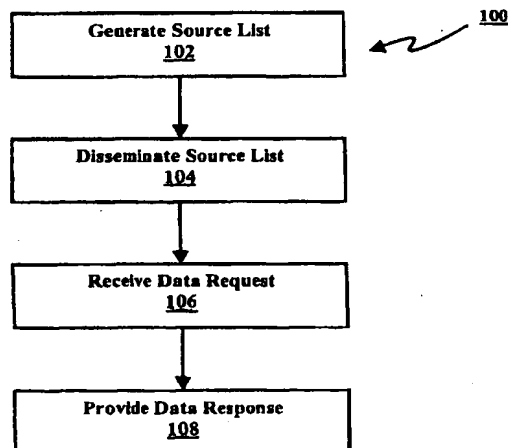 100
Generate Source List
102
Disseminate Source List
104
Receive Data Request
106
Provide Data Response
108